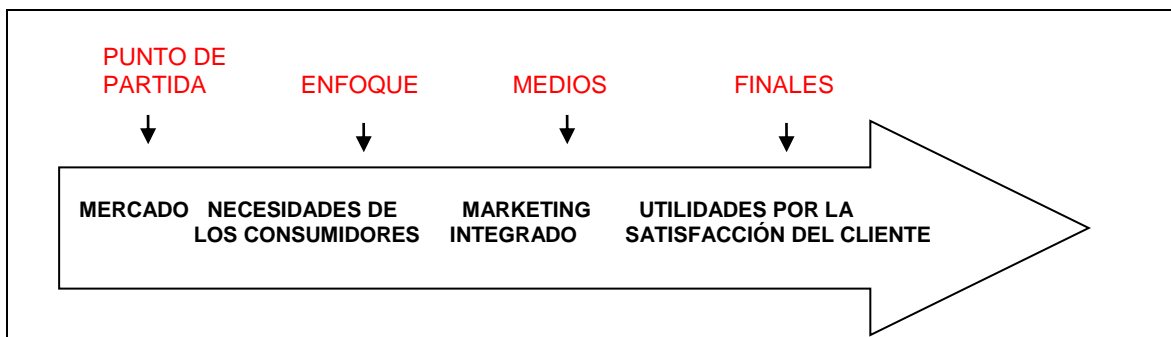 PUNTO DE
PARTIDA ENFOQUE MEDIOS FINALES
MERCADO NECESIDADES DE MARKETING UTILIDADES POR LA
LOS CONSUMIDORES INTEGRADO SATISFACCIÓN DEL CLIENTE